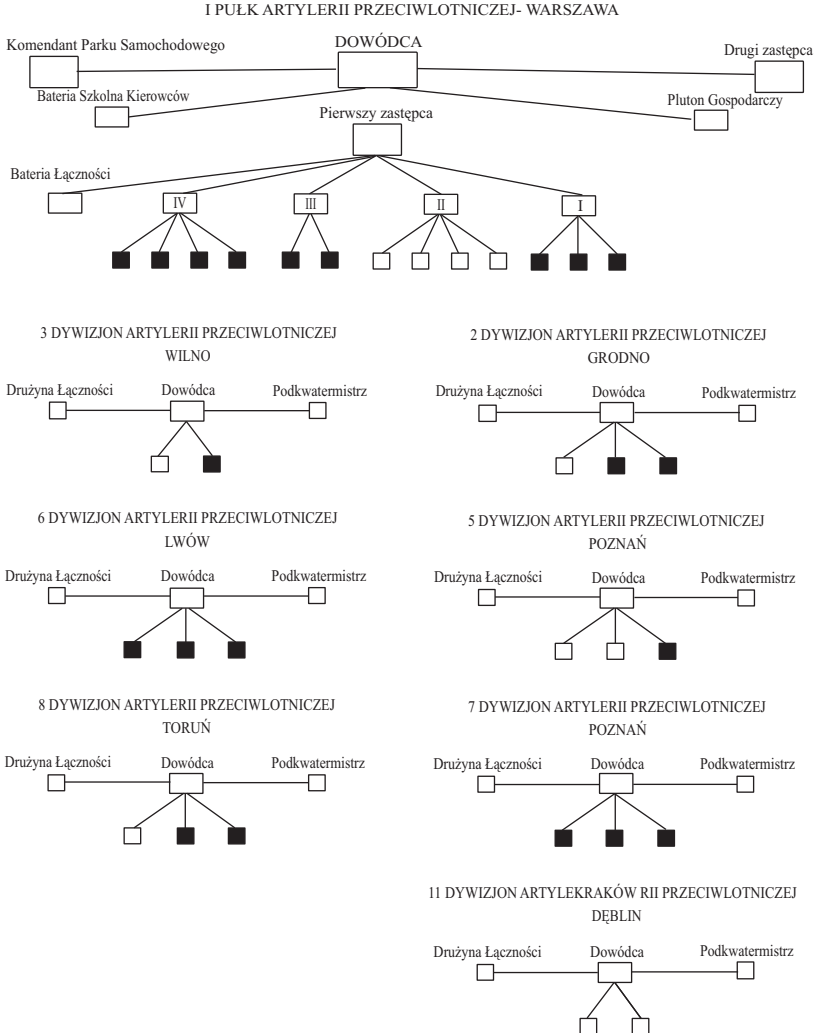 I PUŁK ARTYLERII PRZECIWLOTNICZEJ- WARSZAWA
Komendant Parku Samochodowego
DOWÓDCA
Drugi zastępca
Bateria Szkolna Kierowców
Pluton Gospodarczy
Pierwszy zastępca
Bateria Łączności
IV
III
II
I
3 DYWIZJON ARTYLERII PRZECIWLOTNICZEJ
WILNO
Drużyna Łączności
Dowódca
Podkwatermistrz
2 DYWIZJON ARTYLERII PRZECIWLOTNICZEJ
GRODNO
Drużyna Łączności
Dowódca
Podkwatermistrz
6 DYWIZJON ARTYLERII PRZECIWLOTNICZEJ
LWÓW
Drużyna Łączności
Dowódca
Podkwatermistrz
5 DYWIZJON ARTYLERII PRZECIWLOTNICZEJ
POZNAŃ
Drużyna Łączności
Dowódca
Podkwatermistrz
8 DYWIZJON ARTYLERII PRZECIWLOTNICZEJ
TORUŃ
Drużyna Łączności
Dowódca
Podkwatermistrz
7 DYWIZJON ARTYLERII PRZECIWLOTNICZEJ
POZNAŃ
Drużyna Łączności
Dowódca
Podkwatermistrz
11 DYWIZJON ARTYLEKRAKÓW RII PRZECIWLOTNICZEJ
DĘBLIN
Drużyna Łączności
Dowódca
Podkwatermistrz